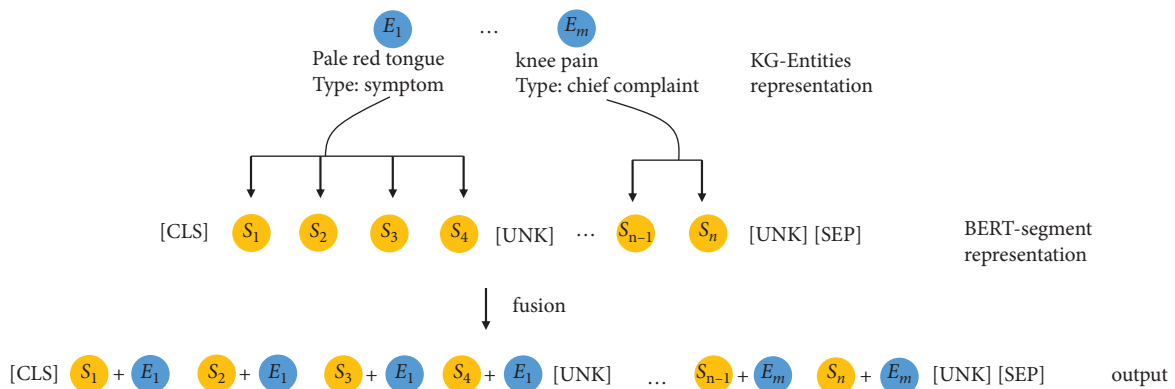 E1 ... Em
Pale red tongue
Type: symptom
knee pain
Type: chief complaint
KG-Entities
representation
[CLS] S1 S2 S3 S4 [UNK] ... Sn–1 Sn [UNK] [SEP]
BERT-segment
representation
fusion
[CLS] S1 + E1 S2 + E1 S3 + E1 S4 + E1 [UNK] ... Sn–1 + Em Sn + Em [UNK] [SEP] output